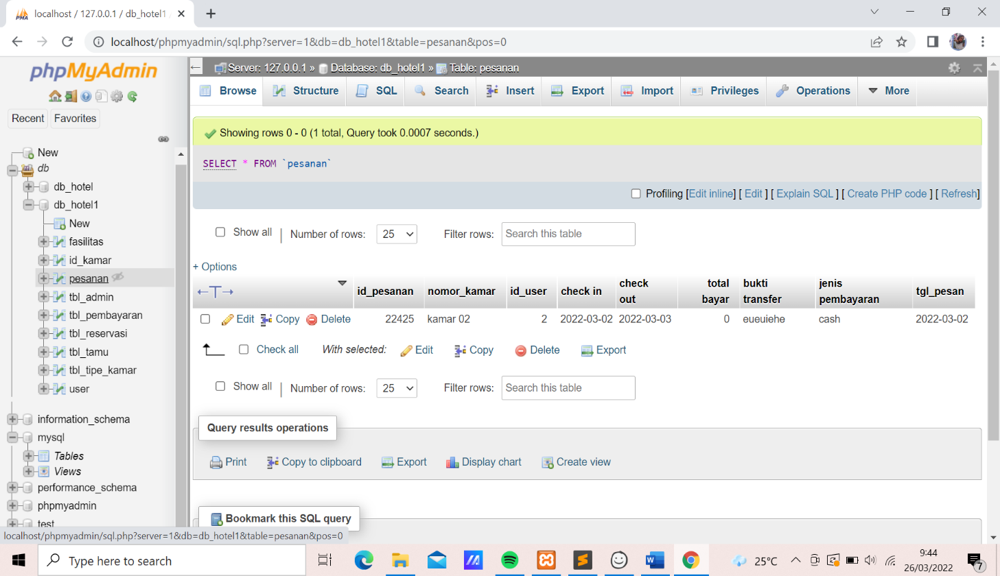 localhost / 127.0.0.1 / db_hotel1
localhost/phpmyadmin/sql.php?server=1&db=db_hotel1&table=pesanan&pos=0
phpMyAdmin
Recent
Favorites
New
db
db_hotel
db_hotel1
New
fasilitas
id_kamar
pesanan
tbl_admin
tbl_pembayaran
tbl_reservasi
tbl_tamu
tbl_tipe_kamar
user
information_schema
mysql
Tables
Views
performance_schema
phpmyadmin
test
localhost/phpmyadmin/sql.php?server=1&db=db_hotel1&table=pesanan&pos=0
Server: 127.0.0.1 » Database: db_hotel1 » Table: pesanan
Browse Structure SQL Search Insert Export Import Privileges Operations More
Showing rows 0 - 0 (1 total, Query took 0.0007 seconds.)
SELECT * FROM `pesanan`
Profiling [Edit inline] [ Edit ] [ Explain SQL ] [ Create PHP code ] [ Refresh]
Show all | Number of rows: 25 Filter rows: Search this table
+ Options
←T→ id_pesanan nomor_kamar id_user check in check out total bayar bukti transfer jenis pembayaran tgl_pesan
Edit Copy Delete 22425 kamar 02 2 2022-03-02 2022-03-03 0 eueuiehe cash 2022-03-02
Check all With selected: Edit Copy Delete Export
Show all | Number of rows: 25 Filter rows: Search this table
Query results operations
Print Copy to clipboard Export Display chart Create view
Bookmark this SQL query
Type here to search
25°C
9:44
26/03/2022
7